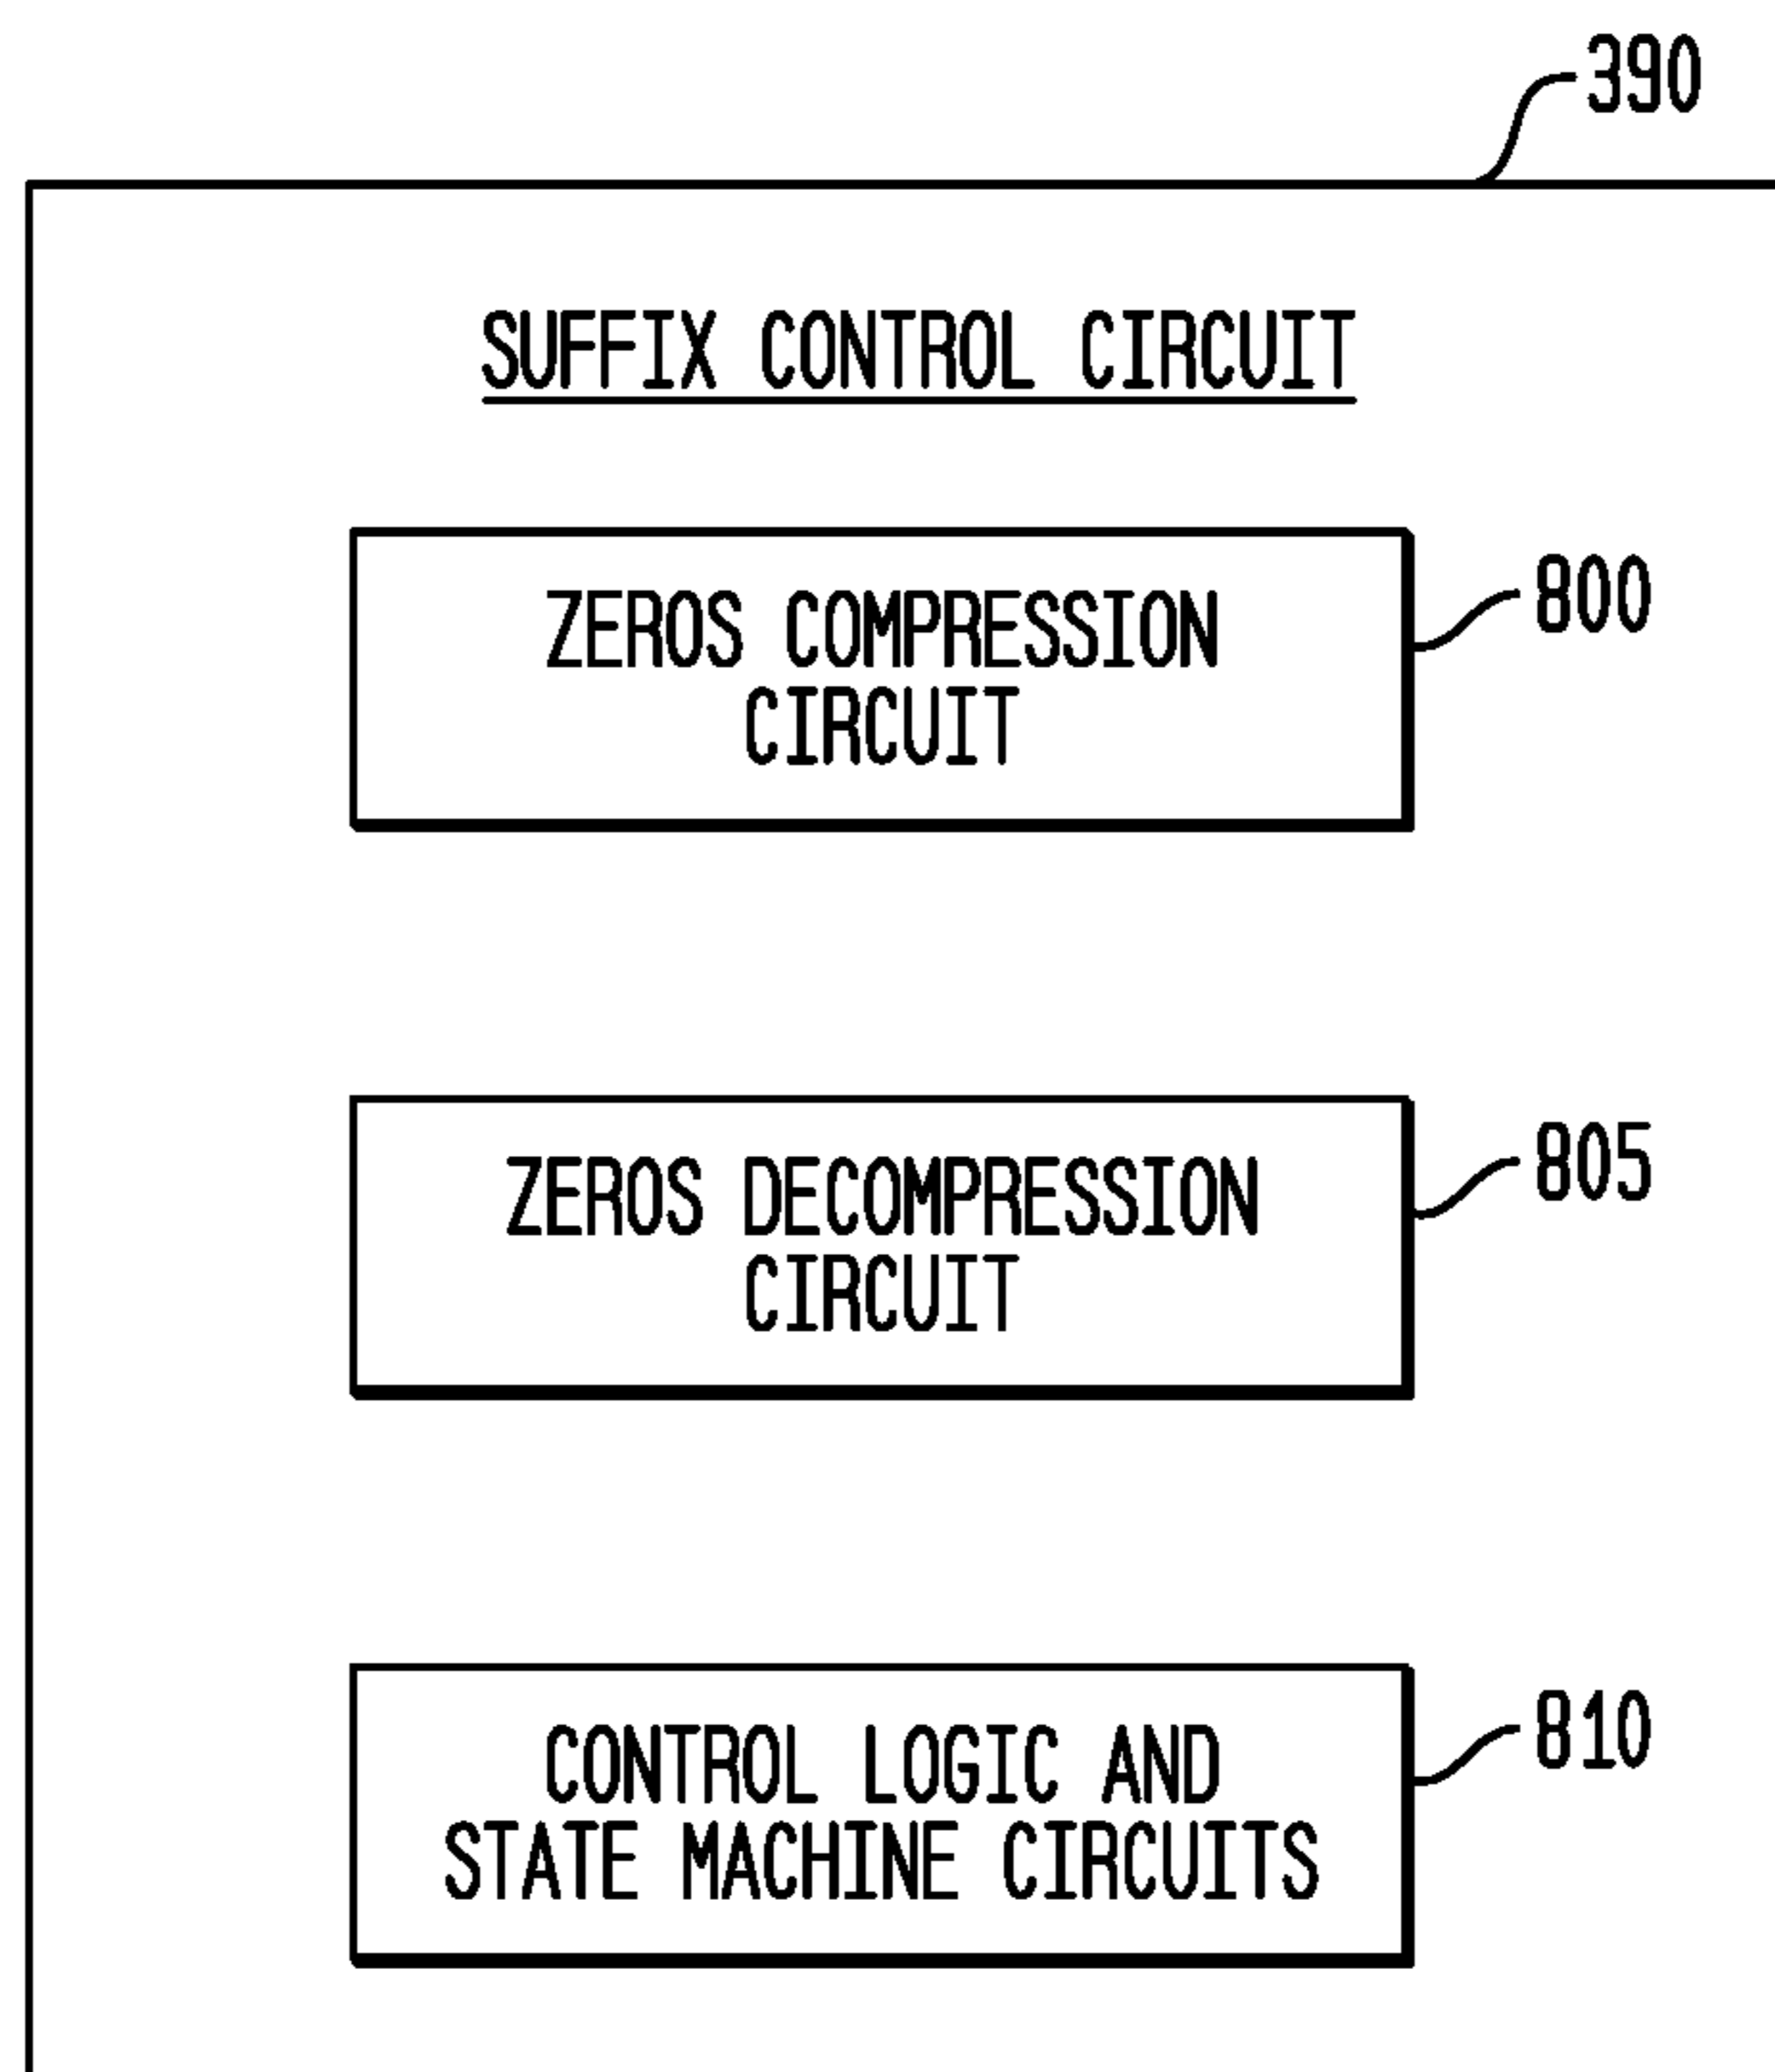 390
SUFFIX CONTROL CIRCUIT
ZEROS COMPRESSION
CIRCUIT
800
ZEROS DECOMPRESSION
CIRCUIT
805
CONTROL LOGIC AND
STATE MACHINE CIRCUITS
810